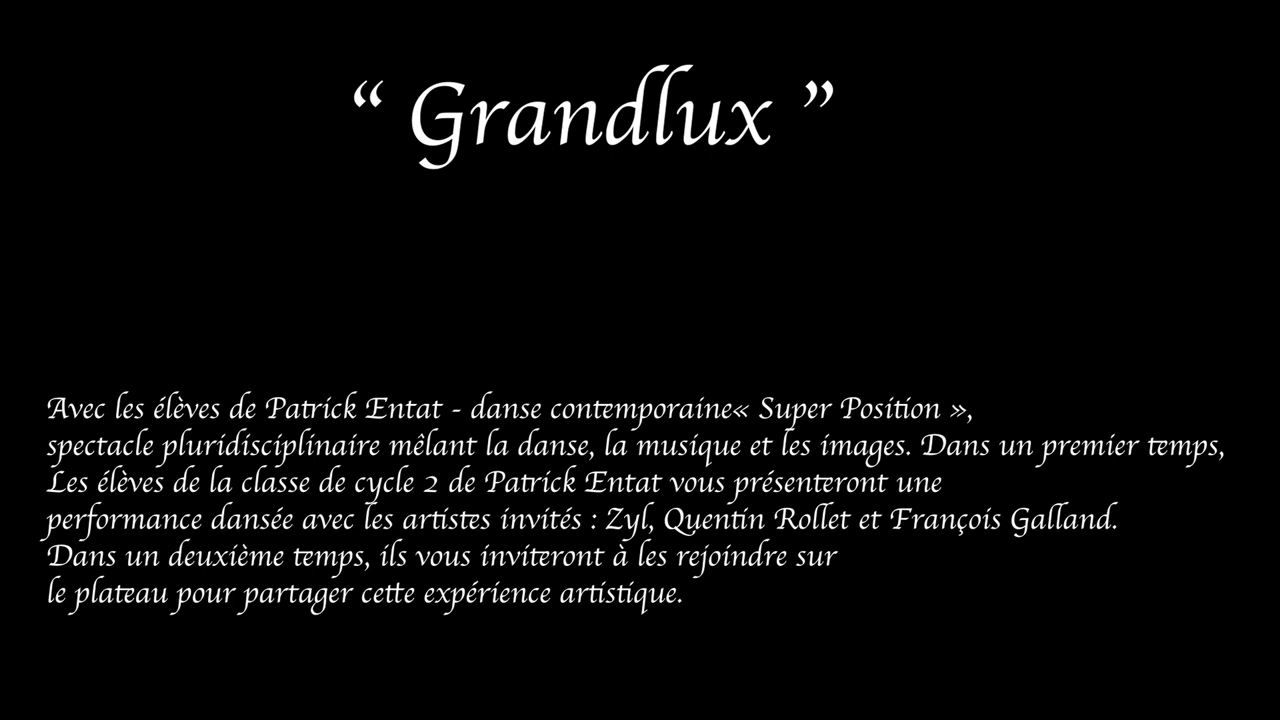 “ Grandlux ”
Avec les élèves de Patrick Entat - danse contemporaine« Super Position »,
spectacle pluridisciplinaire mêlant la danse, la musique et les images. Dans un premier temps,
Les élèves de la classe de cycle 2 de Patrick Entat vous présenteront une
performance dansée avec les artistes invités : Zyl, Quentin Rollet et François Galland.
Dans un deuxième temps, ils vous inviteront à les rejoindre sur
le plateau pour partager cette expérience artistique.